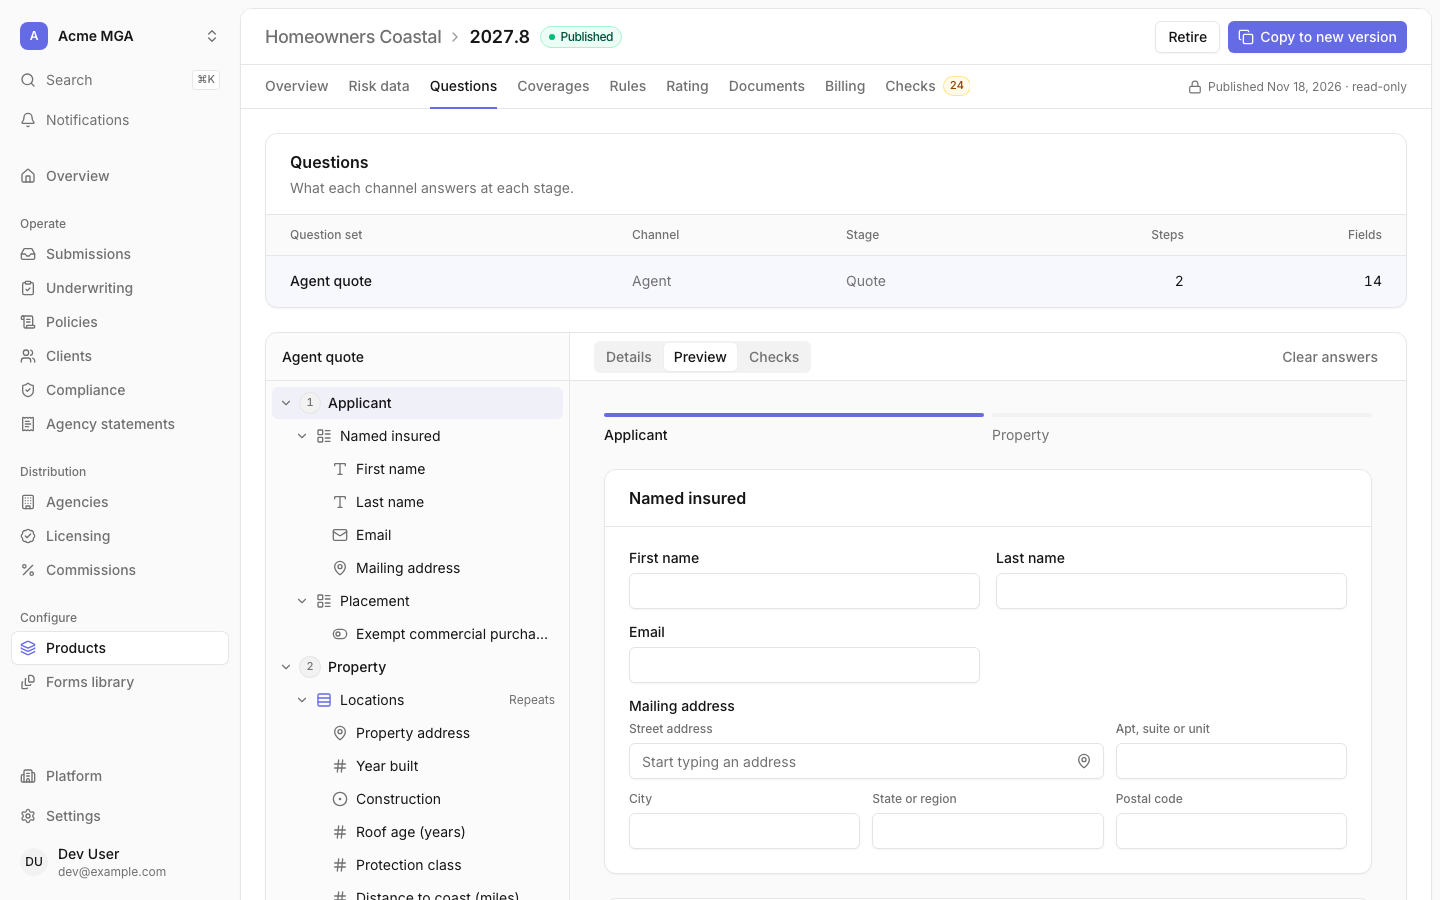 A Acme MGA
Search ⌘K
Notifications
Overview
Operate
Submissions
Underwriting
Policies
Clients
Compliance
Agency statements
Distribution
Agencies
Licensing
Commissions
Configure
Products
Forms library
Platform
Settings
DU Dev User
dev@example.com
Homeowners Coastal 2027.8 Published Retire Copy to new version
Overview Risk data Questions Coverages Rules Rating Documents Billing Checks 24 Published Nov 18, 2026 · read-only
Questions
What each channel answers at each stage.
Question set Channel Stage Steps Fields
Agent quote Agent Quote 2 14
Agent quote
1 Applicant
Named insured
First name
Last name
Email
Mailing address
Placement
Exempt commercial purcha...
2 Property
Locations Repeats
Property address
Year built
Construction
Roof age (years)
Protection class
Distance to coast (miles)
Details Preview Checks Clear answers
Applicant Property
Named insured
First name Last name
Email
Mailing address
Street address Apt, suite or unit
Start typing an address
City State or region Postal code